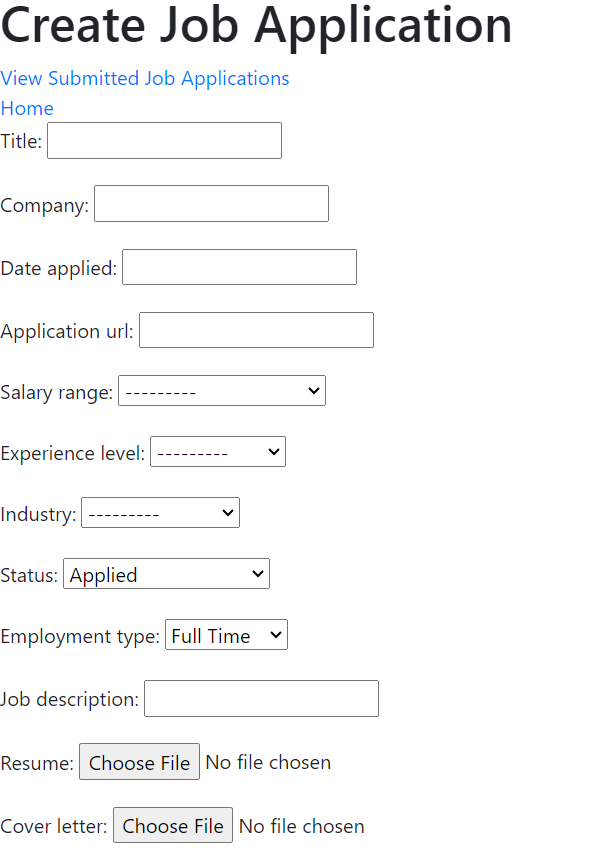 Create Job Application
View Submitted Job Applications
Home
Title:
Company:
Date applied:
Application url:
Salary range: ---------
Experience level: ---------
Industry: ---------
Status: Applied
Employment type: Full Time
Job description:
Resume: Choose File No file chosen
Cover letter: Choose File No file chosen